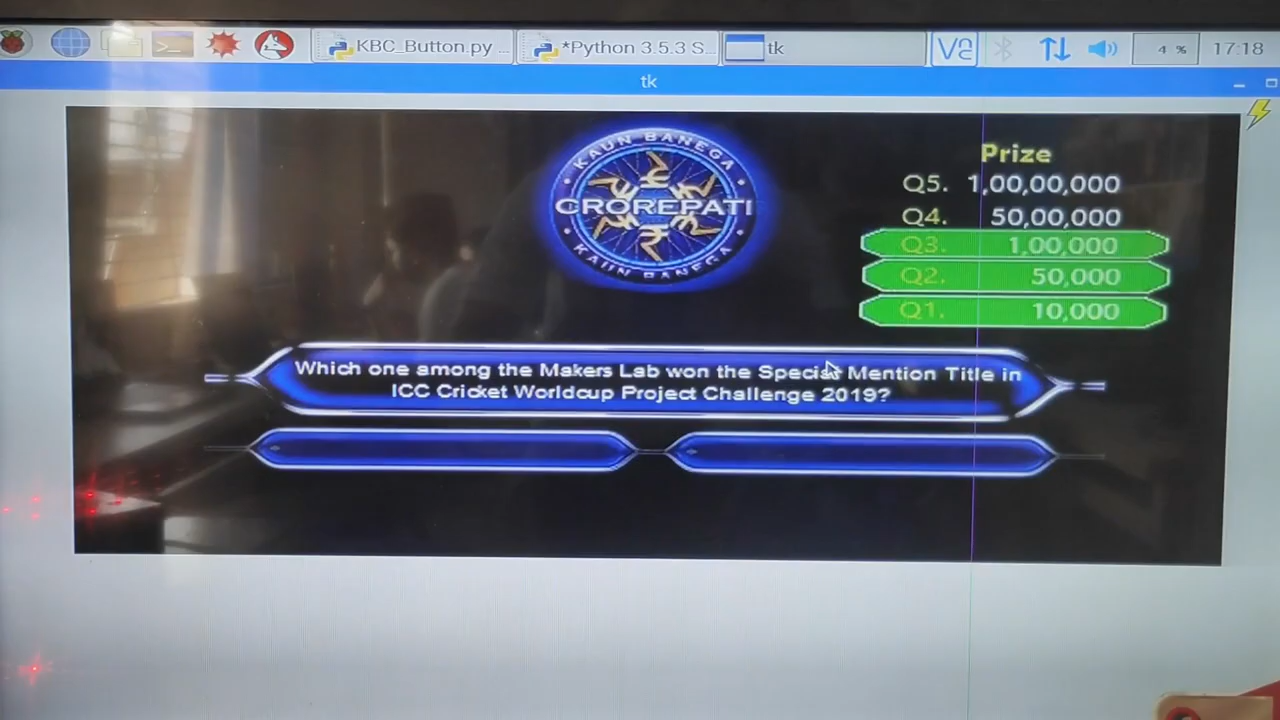 KBC_Button.py ...
*Python 3.5.3 S...
tk
V2
4 %
17:18
tk
KAUN BANEGA
CROREPATI
KAUN BANEGA
Prize
Q5. 1,00,00,000
Q4. 50,00,000
Q3. 1,00,000
Q2. 50,000
Q1. 10,000
Which one among the Makers Lab won the Special Mention Title in
ICC Cricket Worldcup Project Challenge 2019?